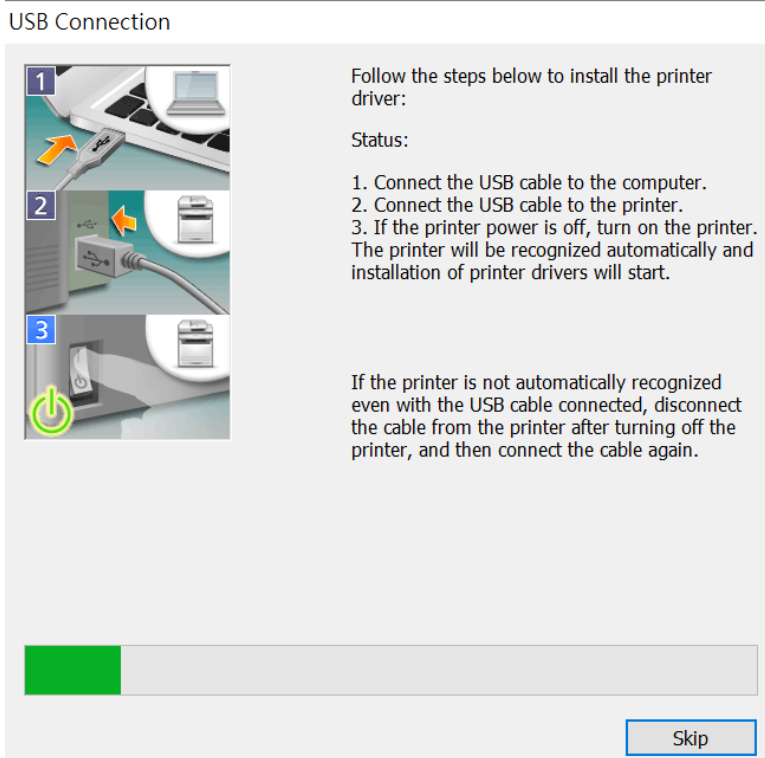 USB Connection
1
2
3
Follow the steps below to install the printer
driver:
Status:
1. Connect the USB cable to the computer.
2. Connect the USB cable to the printer.
3. If the printer power is off, turn on the printer.
The printer will be recognized automatically and
installation of printer drivers will start.
If the printer is not automatically recognized
even with the USB cable connected, disconnect
the cable from the printer after turning off the
printer, and then connect the cable again.
Skip